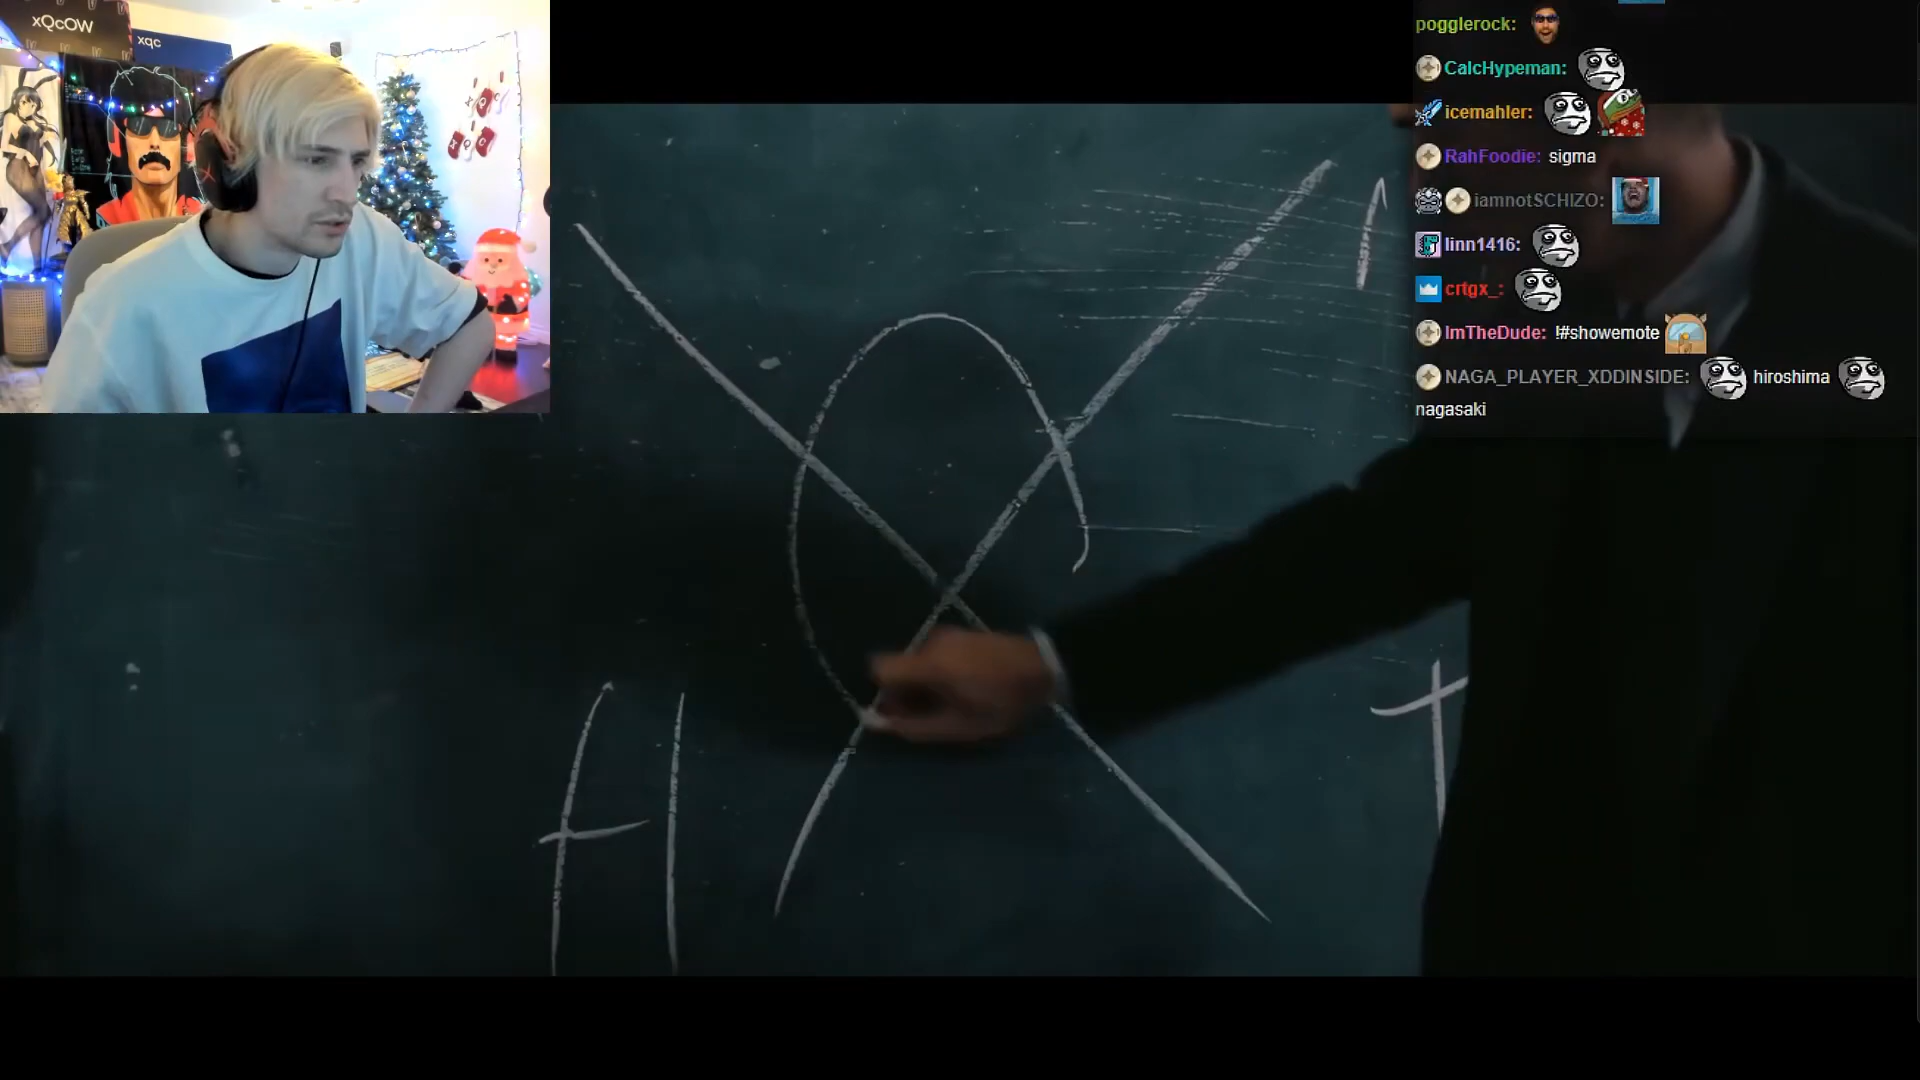 xQcOW
xqc
X Q C
X Q C
pogglerock:
CalcHypeman:
icemahler:
RahFoodie: sigma
iamnotSCHIZO:
linn1416:
crtgx_:
ImTheDude: !#showemote
NAGA_PLAYER_XDDINSIDE: hiroshima
nagasaki